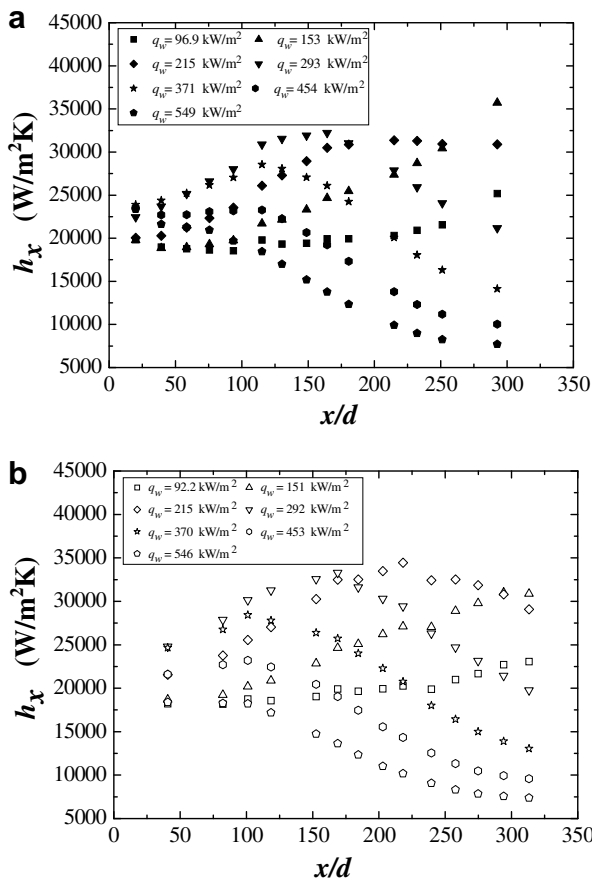 a
q_w= 96.9 kW/m² q_w= 153 kW/m²
q_w= 215 kW/m² q_w= 293 kW/m²
q_w= 371 kW/m² q_w= 454 kW/m²
q_w= 549 kW/m²
45000
40000
35000
30000
25000
20000
15000
10000
5000
h_x (W/m²K)
0 50 100 150 200 250 300 350
x/d
b
q_w= 92.2 kW/m² q_w= 151 kW/m²
q_w= 215 kW/m² q_w= 292 kW/m²
q_w= 370 kW/m² q_w= 453 kW/m²
q_w= 546 kW/m²
45000
40000
35000
30000
25000
20000
15000
10000
5000
h_x (W/m²K)
0 50 100 150 200 250 300 350
x/d